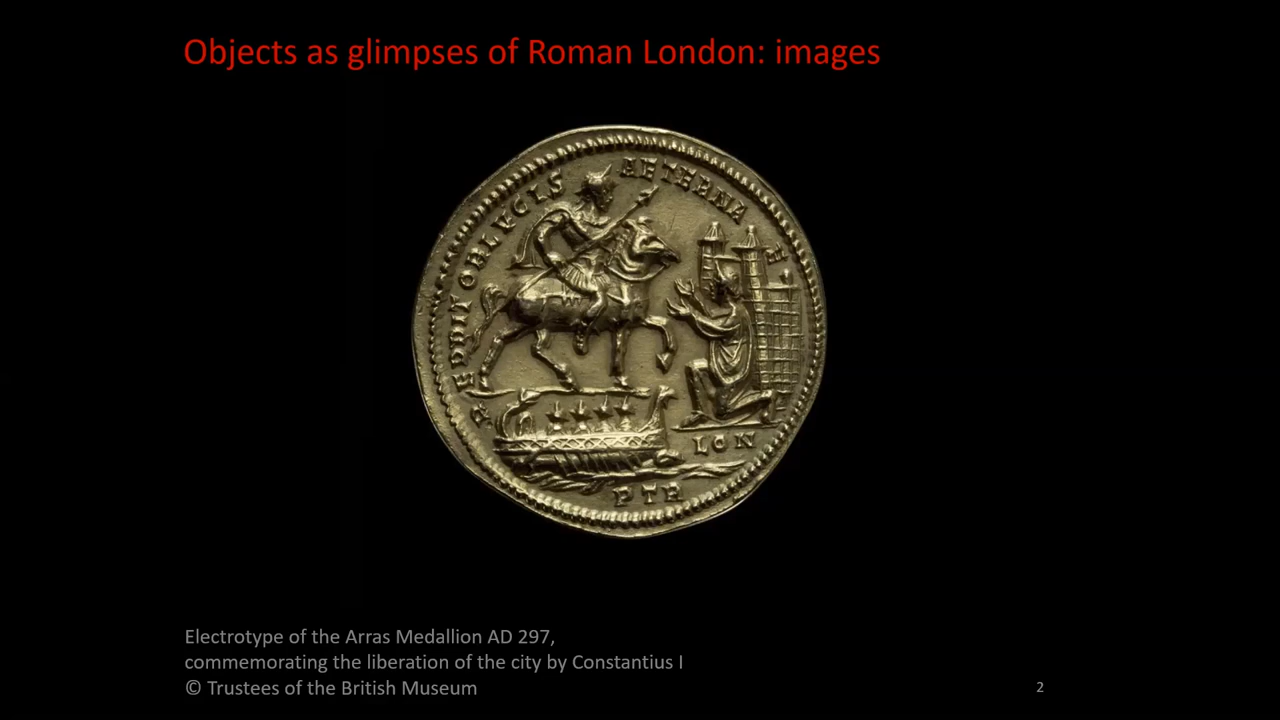 Objects as glimpses of Roman London: images
REDDITOR LVCIS AETERNAE
LON
PTR
Electrotype of the Arras Medallion AD 297,
commemorating the liberation of the city by Constantius I
© Trustees of the British Museum
2